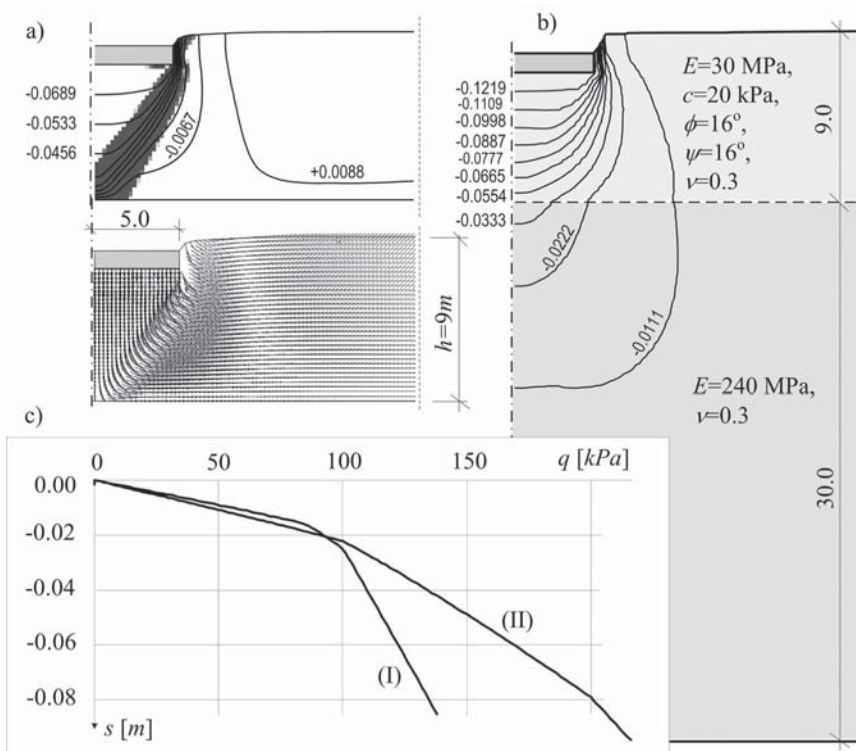 a)
-0.0689
-0.0533
-0.0456
-0.0067
+0.0088
5.0
h=9m
b)
-0.1219
-0.1109
-0.0998
-0.0887
-0.0777
-0.0665
-0.0554
-0.0333
-0.0222
-0.0111
E=30 MPa,
c=20 kPa,
ϕ=16°,
ψ=16°,
ν=0.3
9.0
E=240 MPa,
ν=0.3
30.0
c)
0 50 100 150 q [kPa]
0.00
-0.02
-0.04
-0.06
-0.08
(I)
(II)
s [m]